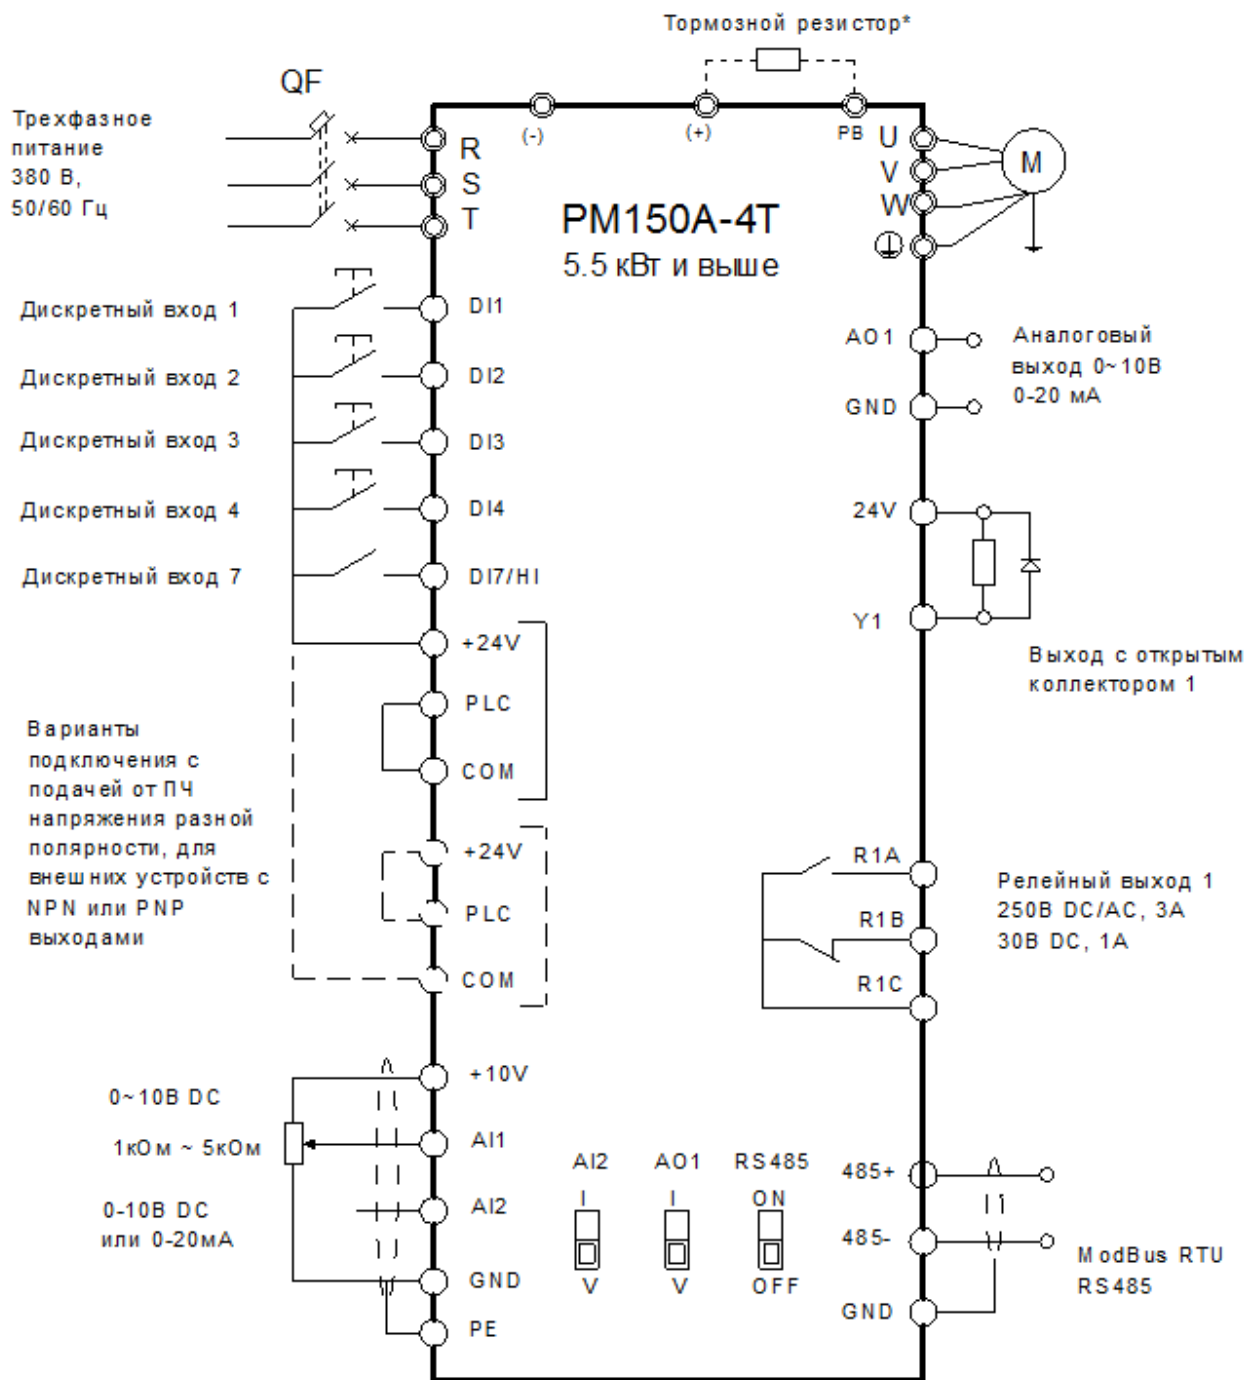 Тормозной резистор*
QF
Трехфазное
питание
380 В,
50/60 Гц
(-)
(+)
PB
R
S
T
U
V
W
M
PM150A-4T
5.5 кВт и выше
Дискретный вход 1
DI1
Дискретный вход 2
DI2
Дискретный вход 3
DI3
Дискретный вход 4
DI4
Дискретный вход 7
DI7/HI
+24V
PLC
COM
Варианты
подключения с
подачей от ПЧ
напряжения разной
полярности, для
внешних устройств с
NPN или PNP
выходами
+24V
PLC
COM
AO1
GND
Аналоговый
выход 0~10В
0-20 мА
24V
Y1
Выход с открытым
коллектором 1
R1A
R1B
R1C
Релейный выход 1
250В DC/AC, 3А
30В DC, 1А
0~10В DC
1кОм ~ 5кОм
0-10В DC
или 0-20мА
+10V
AI1
AI2
GND
PE
AI2
I
V
AO1
I
V
RS485
ON
OFF
485+
485-
GND
ModBus RTU
RS485